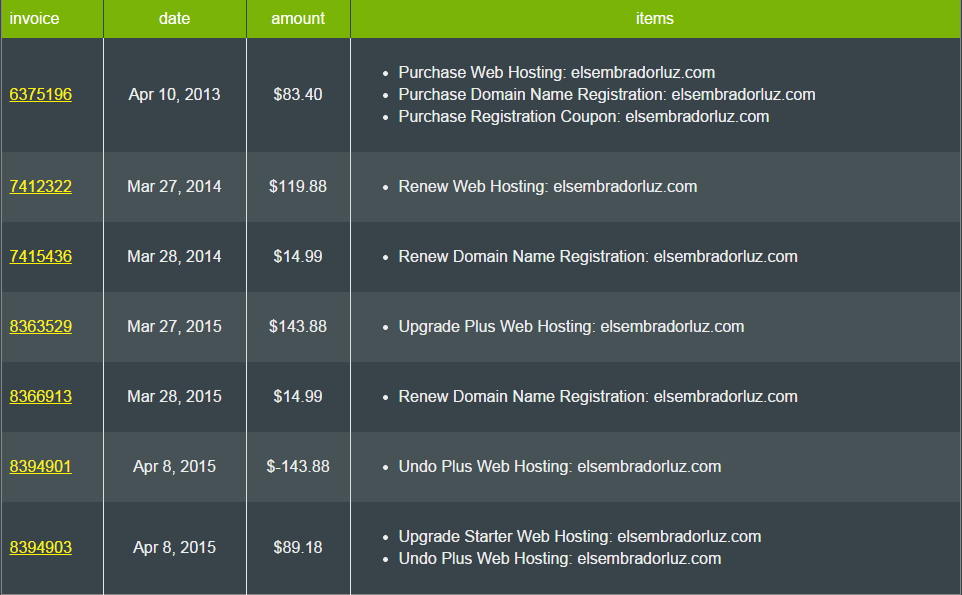 invoice date amount items
6375196 Apr 10, 2013 $83.40
• Purchase Web Hosting: elsembradorluz.com
• Purchase Domain Name Registration: elsembradorluz.com
• Purchase Registration Coupon: elsembradorluz.com
7412322 Mar 27, 2014 $119.88 • Renew Web Hosting: elsembradorluz.com
7415436 Mar 28, 2014 $14.99 • Renew Domain Name Registration: elsembradorluz.com
8363529 Mar 27, 2015 $143.88 • Upgrade Plus Web Hosting: elsembradorluz.com
8366913 Mar 28, 2015 $14.99 • Renew Domain Name Registration: elsembradorluz.com
8394901 Apr 8, 2015 $-143.88 • Undo Plus Web Hosting: elsembradorluz.com
8394903 Apr 8, 2015 $89.18
• Upgrade Starter Web Hosting: elsembradorluz.com
• Undo Plus Web Hosting: elsembradorluz.com